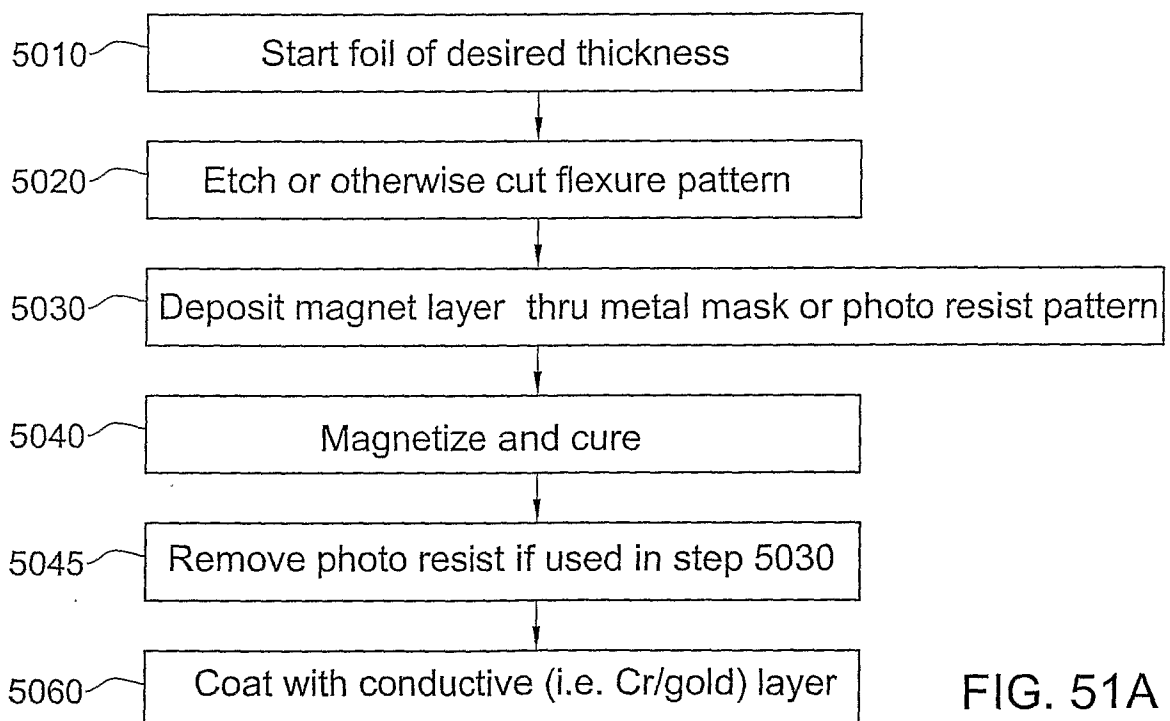 5010 Start foil of desired thickness
5020 Etch or otherwise cut flexure pattern
5030 Deposit magnet layer thru metal mask or photo resist pattern
5040 Magnetize and cure
5045 Remove photo resist if used in step 5030
5060 Coat with conductive (i.e. Cr/gold) layer
FIG. 51A